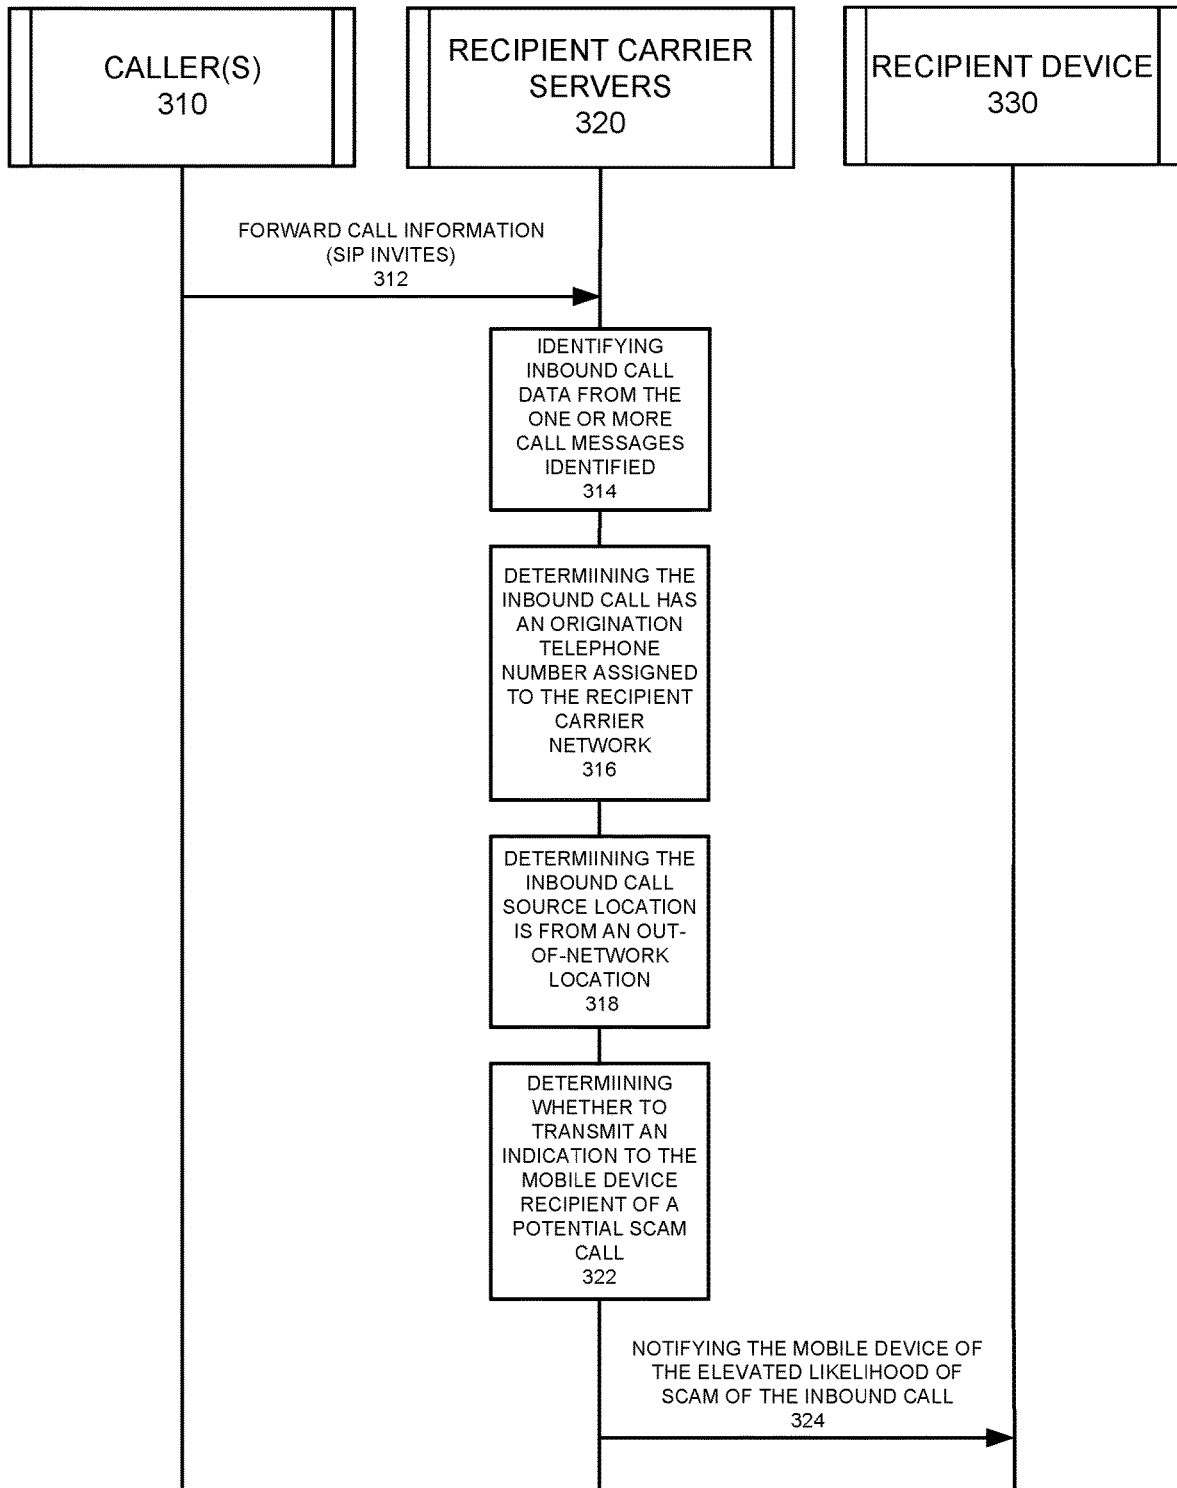 CALLER(S)
310
RECIPIENT CARRIER
SERVERS
320
RECIPIENT DEVICE
330
FORWARD CALL INFORMATION
(SIP INVITES)
312
IDENTIFYING
INBOUND CALL
DATA FROM THE
ONE OR MORE
CALL MESSAGES
IDENTIFIED
314
DETERMIINING THE
INBOUND CALL HAS
AN ORIGINATION
TELEPHONE
NUMBER ASSIGNED
TO THE RECIPIENT
CARRIER
NETWORK
316
DETERMIINING THE
INBOUND CALL
SOURCE LOCATION
IS FROM AN OUT-
OF-NETWORK
LOCATION
318
DETERMIINING
WHETHER TO
TRANSMIT AN
INDICATION TO THE
MOBILE DEVICE
RECIPIENT OF A
POTENTIAL SCAM
CALL
322
NOTIFYING THE MOBILE DEVICE OF
THE ELEVATED LIKELIHOOD OF
SCAM OF THE INBOUND CALL
324